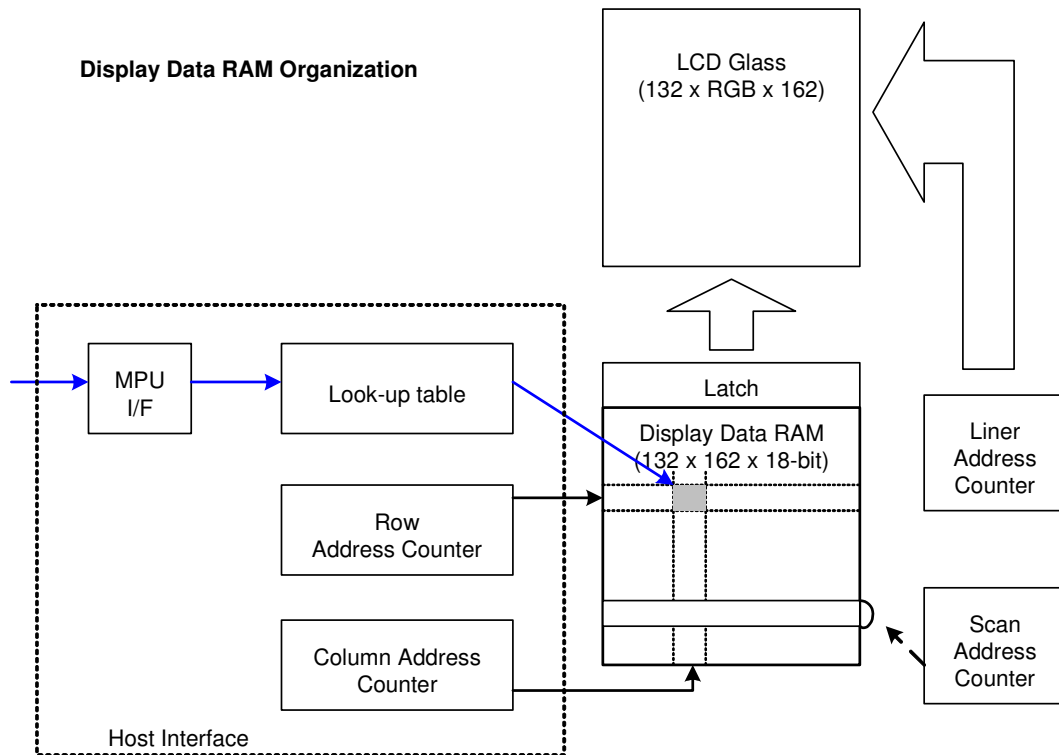 Display Data RAM Organization
LCD Glass
(132 x RGB x 162)
MPU
I/F
Look-up table
Latch
Display Data RAM
(132 x 162 x 18-bit)
Liner
Address
Counter
Row
Address Counter
Column Address
Counter
Scan
Address
Counter
Host Interface